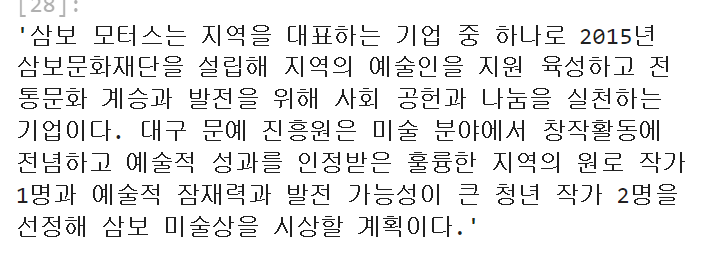 [28]:
'삼보 모터스는 지역을 대표하는 기업 중 하나로 2015년
삼보문화재단을 설립해 지역의 예술인을 지원 육성하고 전
통문화 계승과 발전을 위해 사회 공헌과 나눔을 실천하는
기업이다. 대구 문예 진흥원은 미술 분야에서 창작활동에
전념하고 예술적 성과를 인정받은 훌륭한 지역의 원로 작가
1명과 예술적 잠재력과 발전 가능성이 큰 청년 작가 2명을
선정해 삼보 미술상을 시상할 계획이다.'